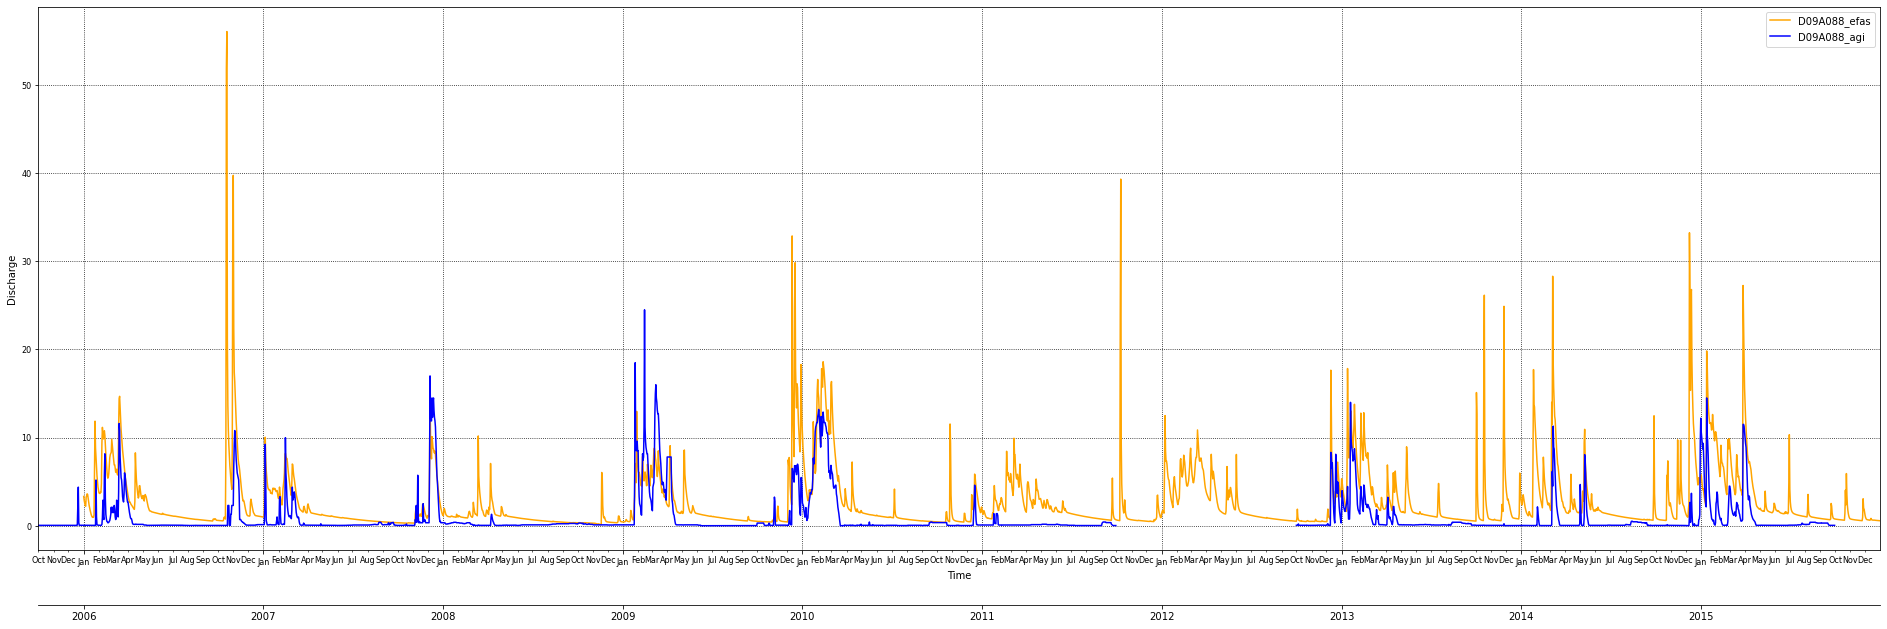 D09A088_efas
D09A088_agi
50
40
30
20
10
0
Discharge
Oct Nov Dec Jan Feb Mar Apr May Jun Jul Aug Sep Oct Nov Dec Jan Feb Mar Apr May Jun Jul Aug Sep Oct Nov Dec Jan Feb Mar Apr May Jun Jul Aug Sep Oct Nov Dec Jan Feb Mar Apr May Jun Jul Aug Sep Oct Nov Dec Jan Feb Mar Apr May Jun Jul Aug Sep Oct Nov Dec Jan Feb Mar Apr May Jun Jul Aug Sep Oct Nov Dec Jan Feb Mar Apr May Jun Jul Aug Sep Oct Nov Dec Jan Feb Mar Apr May Jun Jul Aug Sep Oct Nov Dec Jan Feb Mar Apr May Jun Jul Aug Sep Oct Nov Dec Jan Feb Mar Apr May Jun Jul Aug Sep Oct Nov Dec
Time
2006 2007 2008 2009 2010 2011 2012 2013 2014 2015